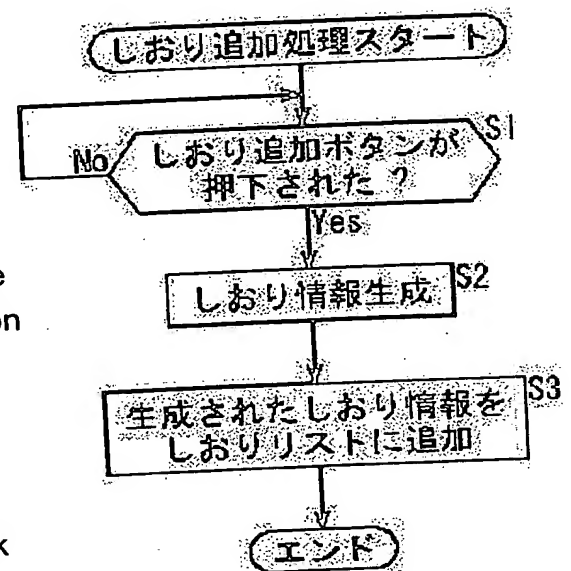 しおり追加処理スタート
S1
しおり追加ボタンが
押下された？
No
Yes
S2
しおり情報生成
S3
生成されたしおり情報を
しおりリストに追加
エンド